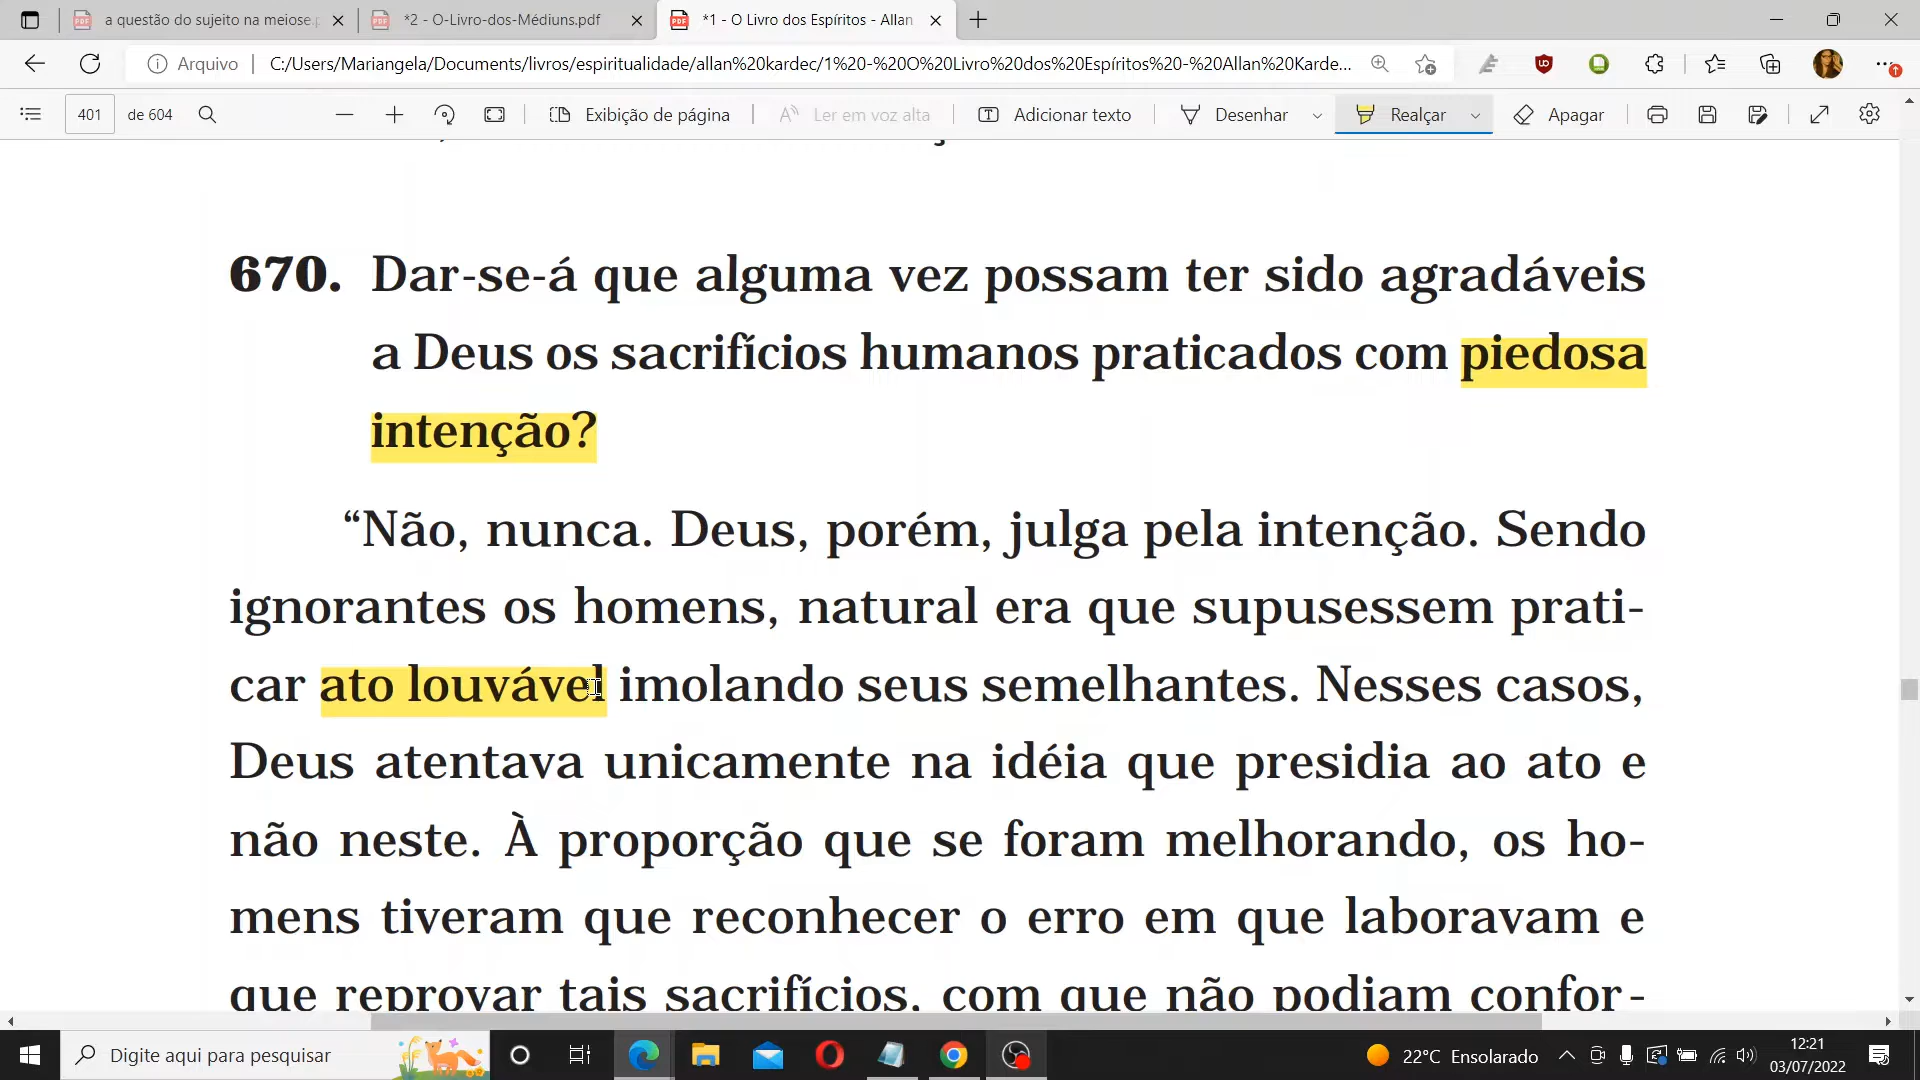 a questão do sujeito na meiose.p
*2 - O-Livro-dos-Médiuns.pdf
*1 - O Livro dos Espíritos - Allan
Arquivo
C:/Users/Mariangela/Documents/livros/espiritualidade/allan%20kardec/1%20-%20O%20Livro%20dos%20Espíritos%20-%20Allan%20Karde...
401 de 604
Exibição de página
Ler em voz alta
Adicionar texto
Desenhar
Realçar
Apagar
670. Dar-se-á que alguma vez possam ter sido agradáveis
a Deus os sacrifícios humanos praticados com piedosa
intenção?
“Não, nunca. Deus, porém, julga pela intenção. Sendo
ignorantes os homens, natural era que supusessem prati-
car ato louvável imolando seus semelhantes. Nesses casos,
Deus atentava unicamente na idéia que presidia ao ato e
não neste. À proporção que se foram melhorando, os ho-
mens tiveram que reconhecer o erro em que laboravam e
que reprovar tais sacrifícios, com que não podiam confor-
Digite aqui para pesquisar
22°C Ensolarado
12:21
03/07/2022